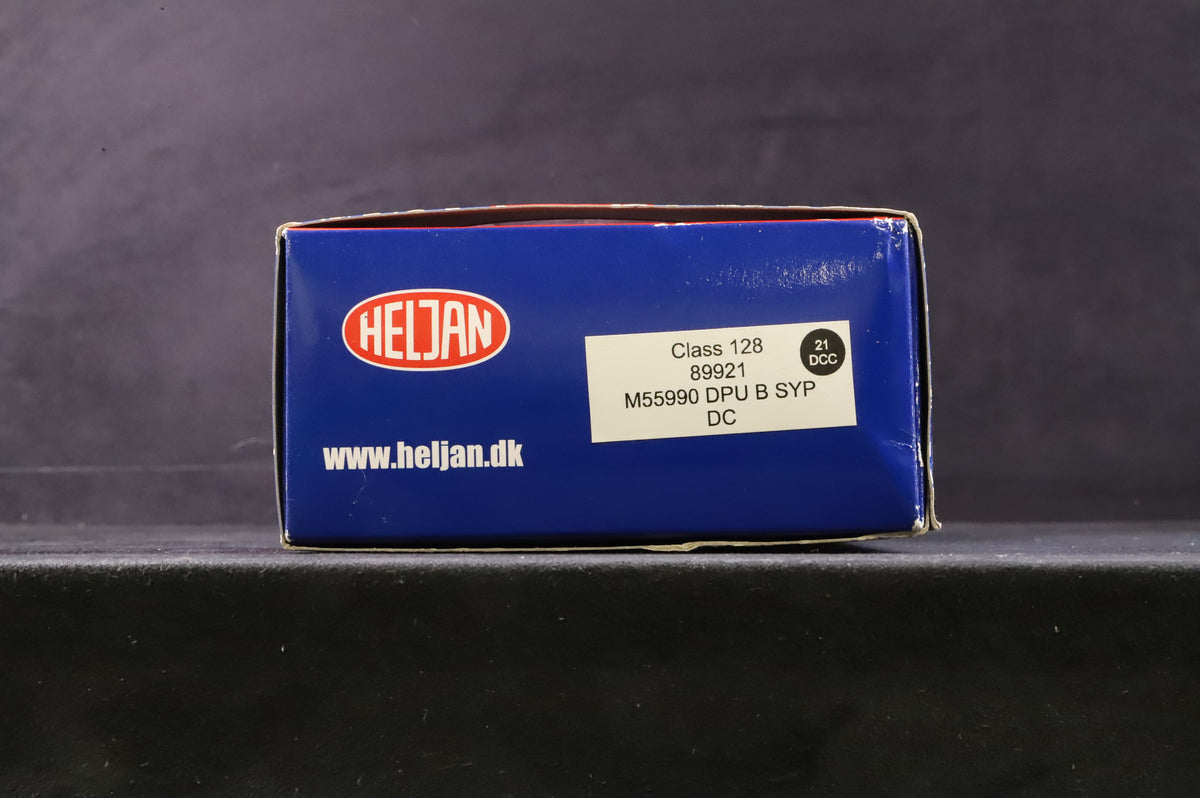 HELJAN
www.heljan.dk
Class 128
89921
M55990 DPU B SYP
DC
21
DCC